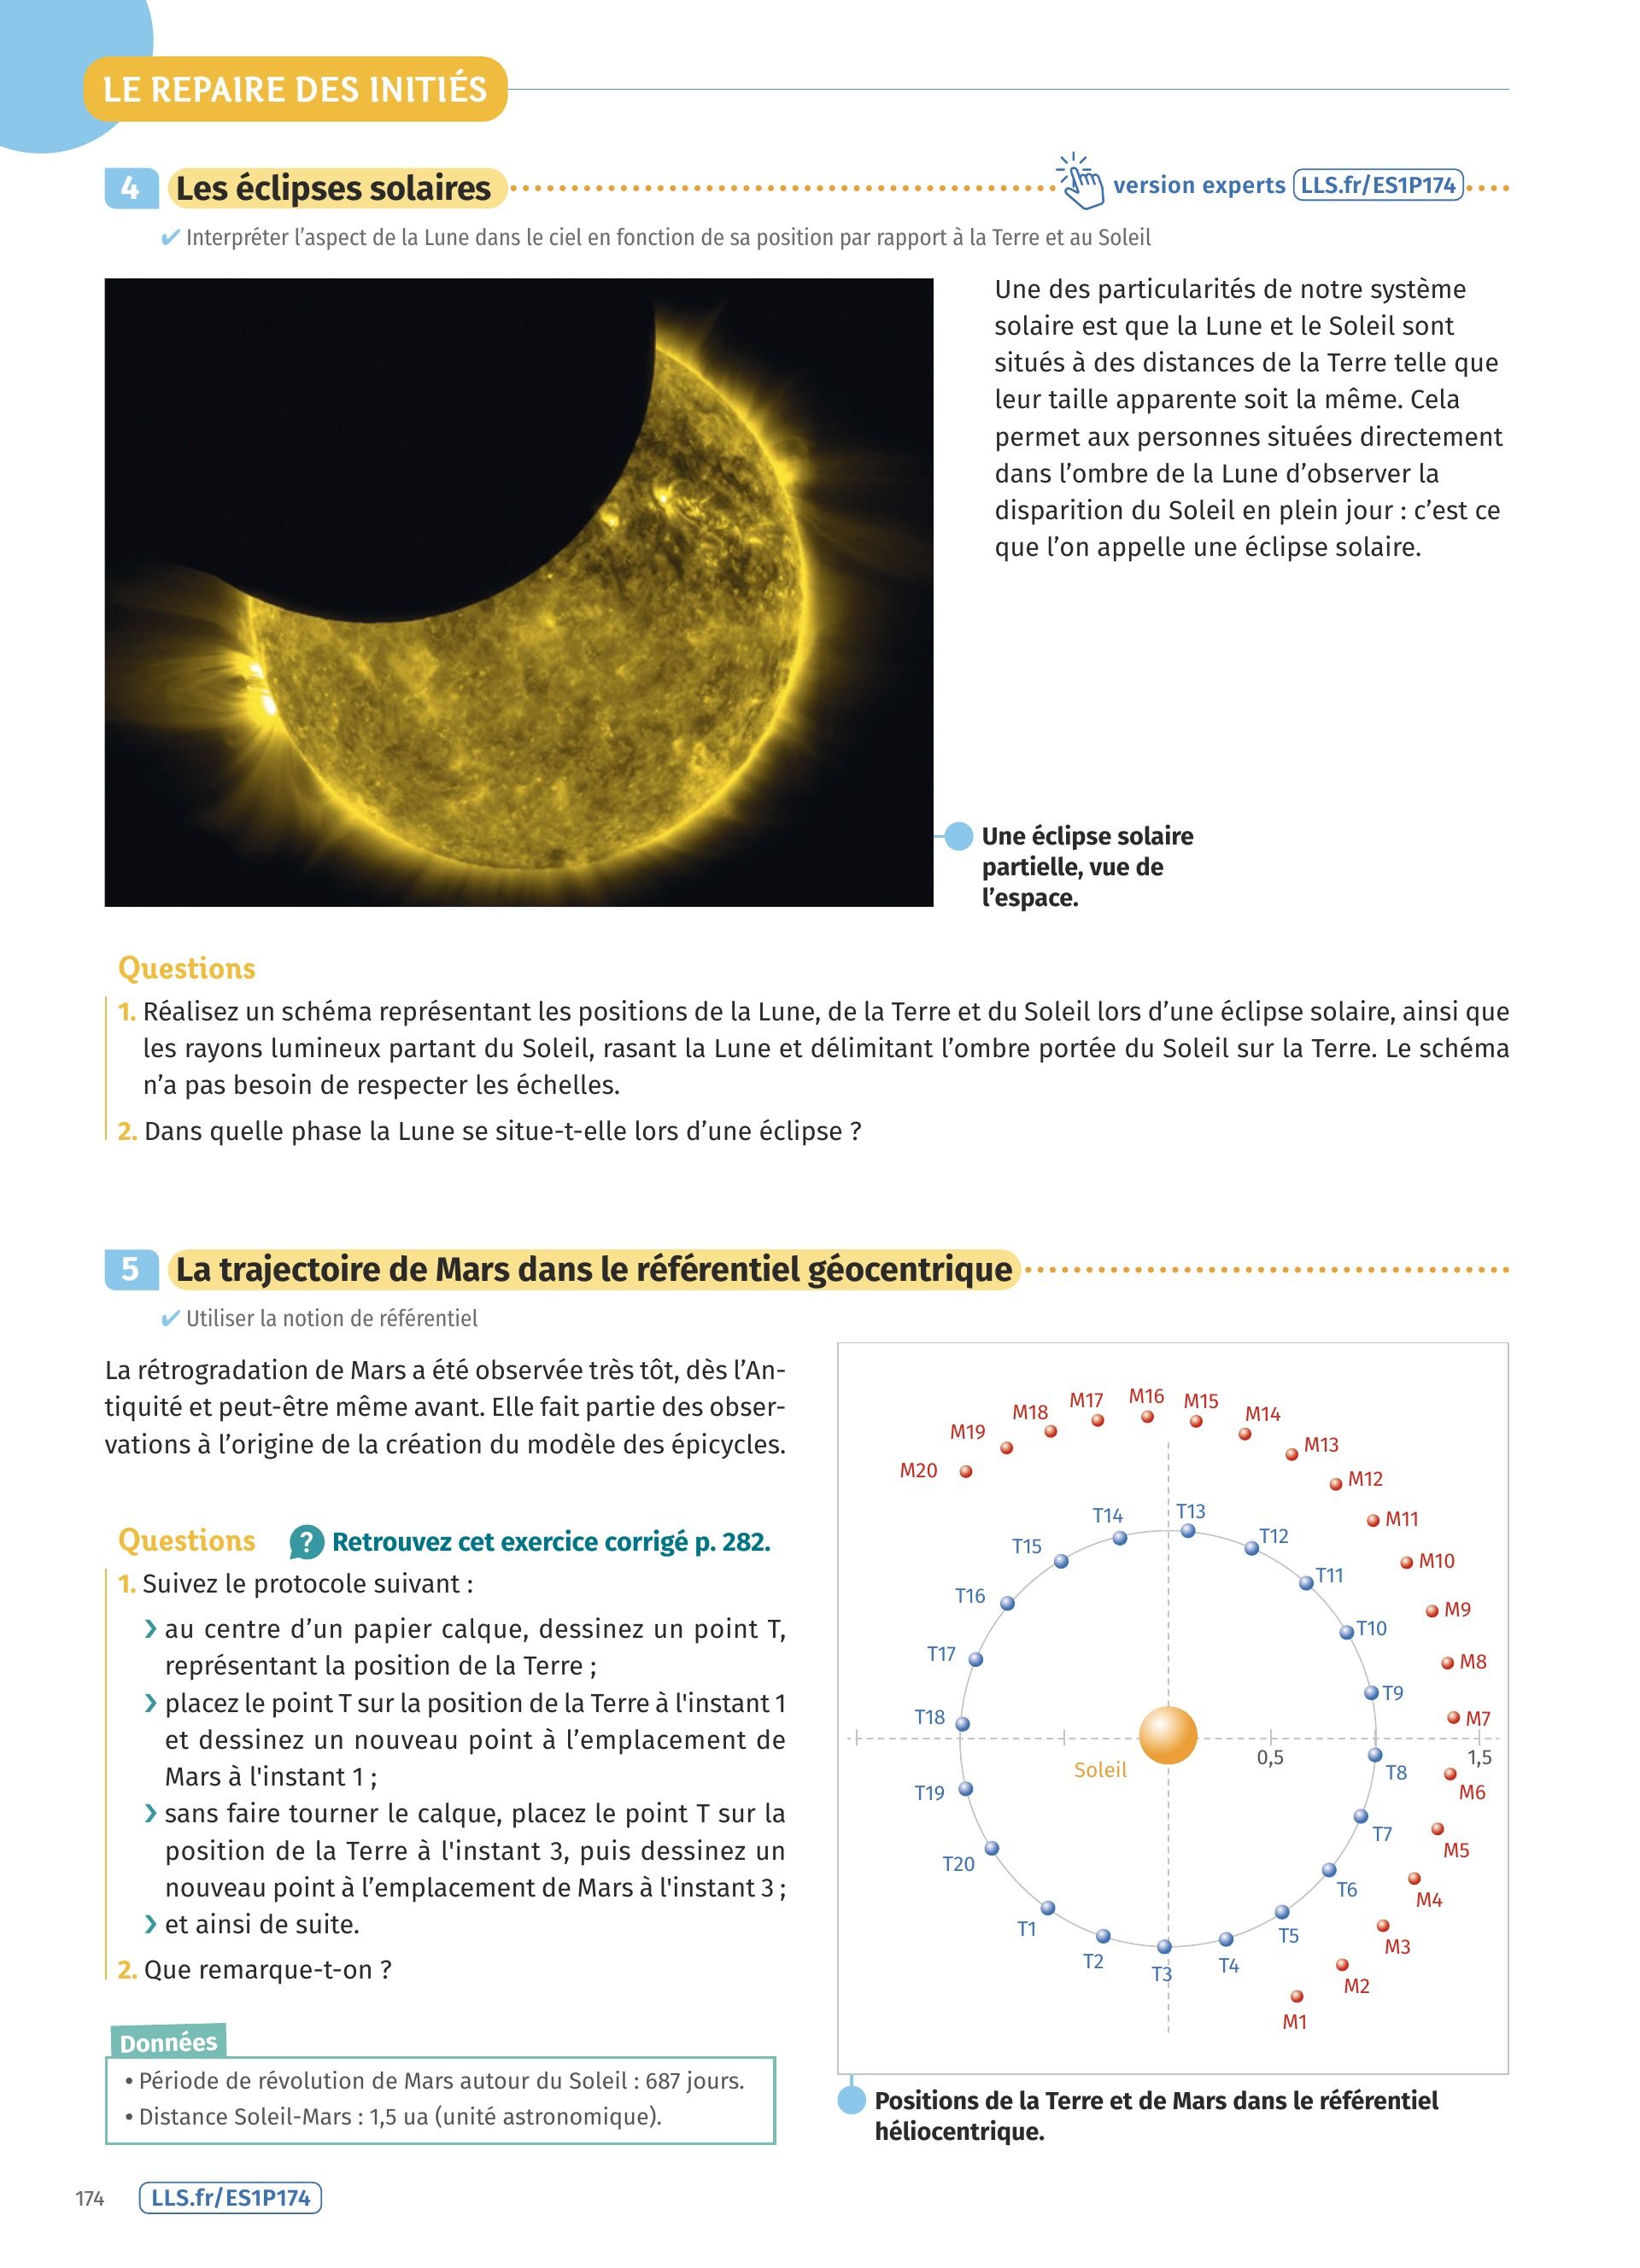 LE REPAIRE DES INITIÉS
4 Les éclipses solaires
version experts LLS.fr/ES1P174
✔ Interpréter l'aspect de la Lune dans le ciel en fonction de sa position par rapport à la Terre et au Soleil
Une des particularités de notre système
solaire est que la Lune et le Soleil sont
situés à des distances de la Terre telle que
leur taille apparente soit la même. Cela
permet aux personnes situées directement
dans l'ombre de la Lune d'observer la
disparition du Soleil en plein jour : c'est ce
que l'on appelle une éclipse solaire.
Une éclipse solaire
partielle, vue de
l'espace.
Questions
1. Réalisez un schéma représentant les positions de la Lune, de la Terre et du Soleil lors d'une éclipse solaire, ainsi que
les rayons lumineux partant du Soleil, rasant la Lune et délimitant l'ombre portée du Soleil sur la Terre. Le schéma
n'a pas besoin de respecter les échelles.
2. Dans quelle phase la Lune se situe-t-elle lors d'une éclipse ?
5 La trajectoire de Mars dans le référentiel géocentrique
✔ Utiliser la notion de référentiel
La rétrogradation de Mars a été observée très tôt, dès l'An-
tiquité et peut-être même avant. Elle fait partie des obser-
vations à l'origine de la création du modèle des épicycles.
Questions
? Retrouvez cet exercice corrigé p. 282.
1. Suivez le protocole suivant :
❯ au centre d'un papier calque, dessinez un point T,
représentant la position de la Terre ;
❯ placez le point T sur la position de la Terre à l'instant 1
et dessinez un nouveau point à l'emplacement de
Mars à l'instant 1 ;
❯ sans faire tourner le calque, placez le point T sur la
position de la Terre à l'instant 3, puis dessinez un
nouveau point à l'emplacement de Mars à l'instant 3 ;
❯ et ainsi de suite.
2. Que remarque-t-on ?
Données
• Période de révolution de Mars autour du Soleil : 687 jours.
• Distance Soleil-Mars : 1,5 ua (unité astronomique).
M16
M17
M15
M18
M14
M19
M13
M20
M12
M11
T13
T14
T12
T15
M10
T11
T16
M9
T10
T17
M8
T9
T18
M7
0,5
1,5
Soleil
T8
T19
M6
T7
M5
T20
T6
M4
T1
T5
M3
T2
T4
T3
M2
M1
Positions de la Terre et de Mars dans le référentiel
héliocentrique.
174
LLS.fr/ES1P174